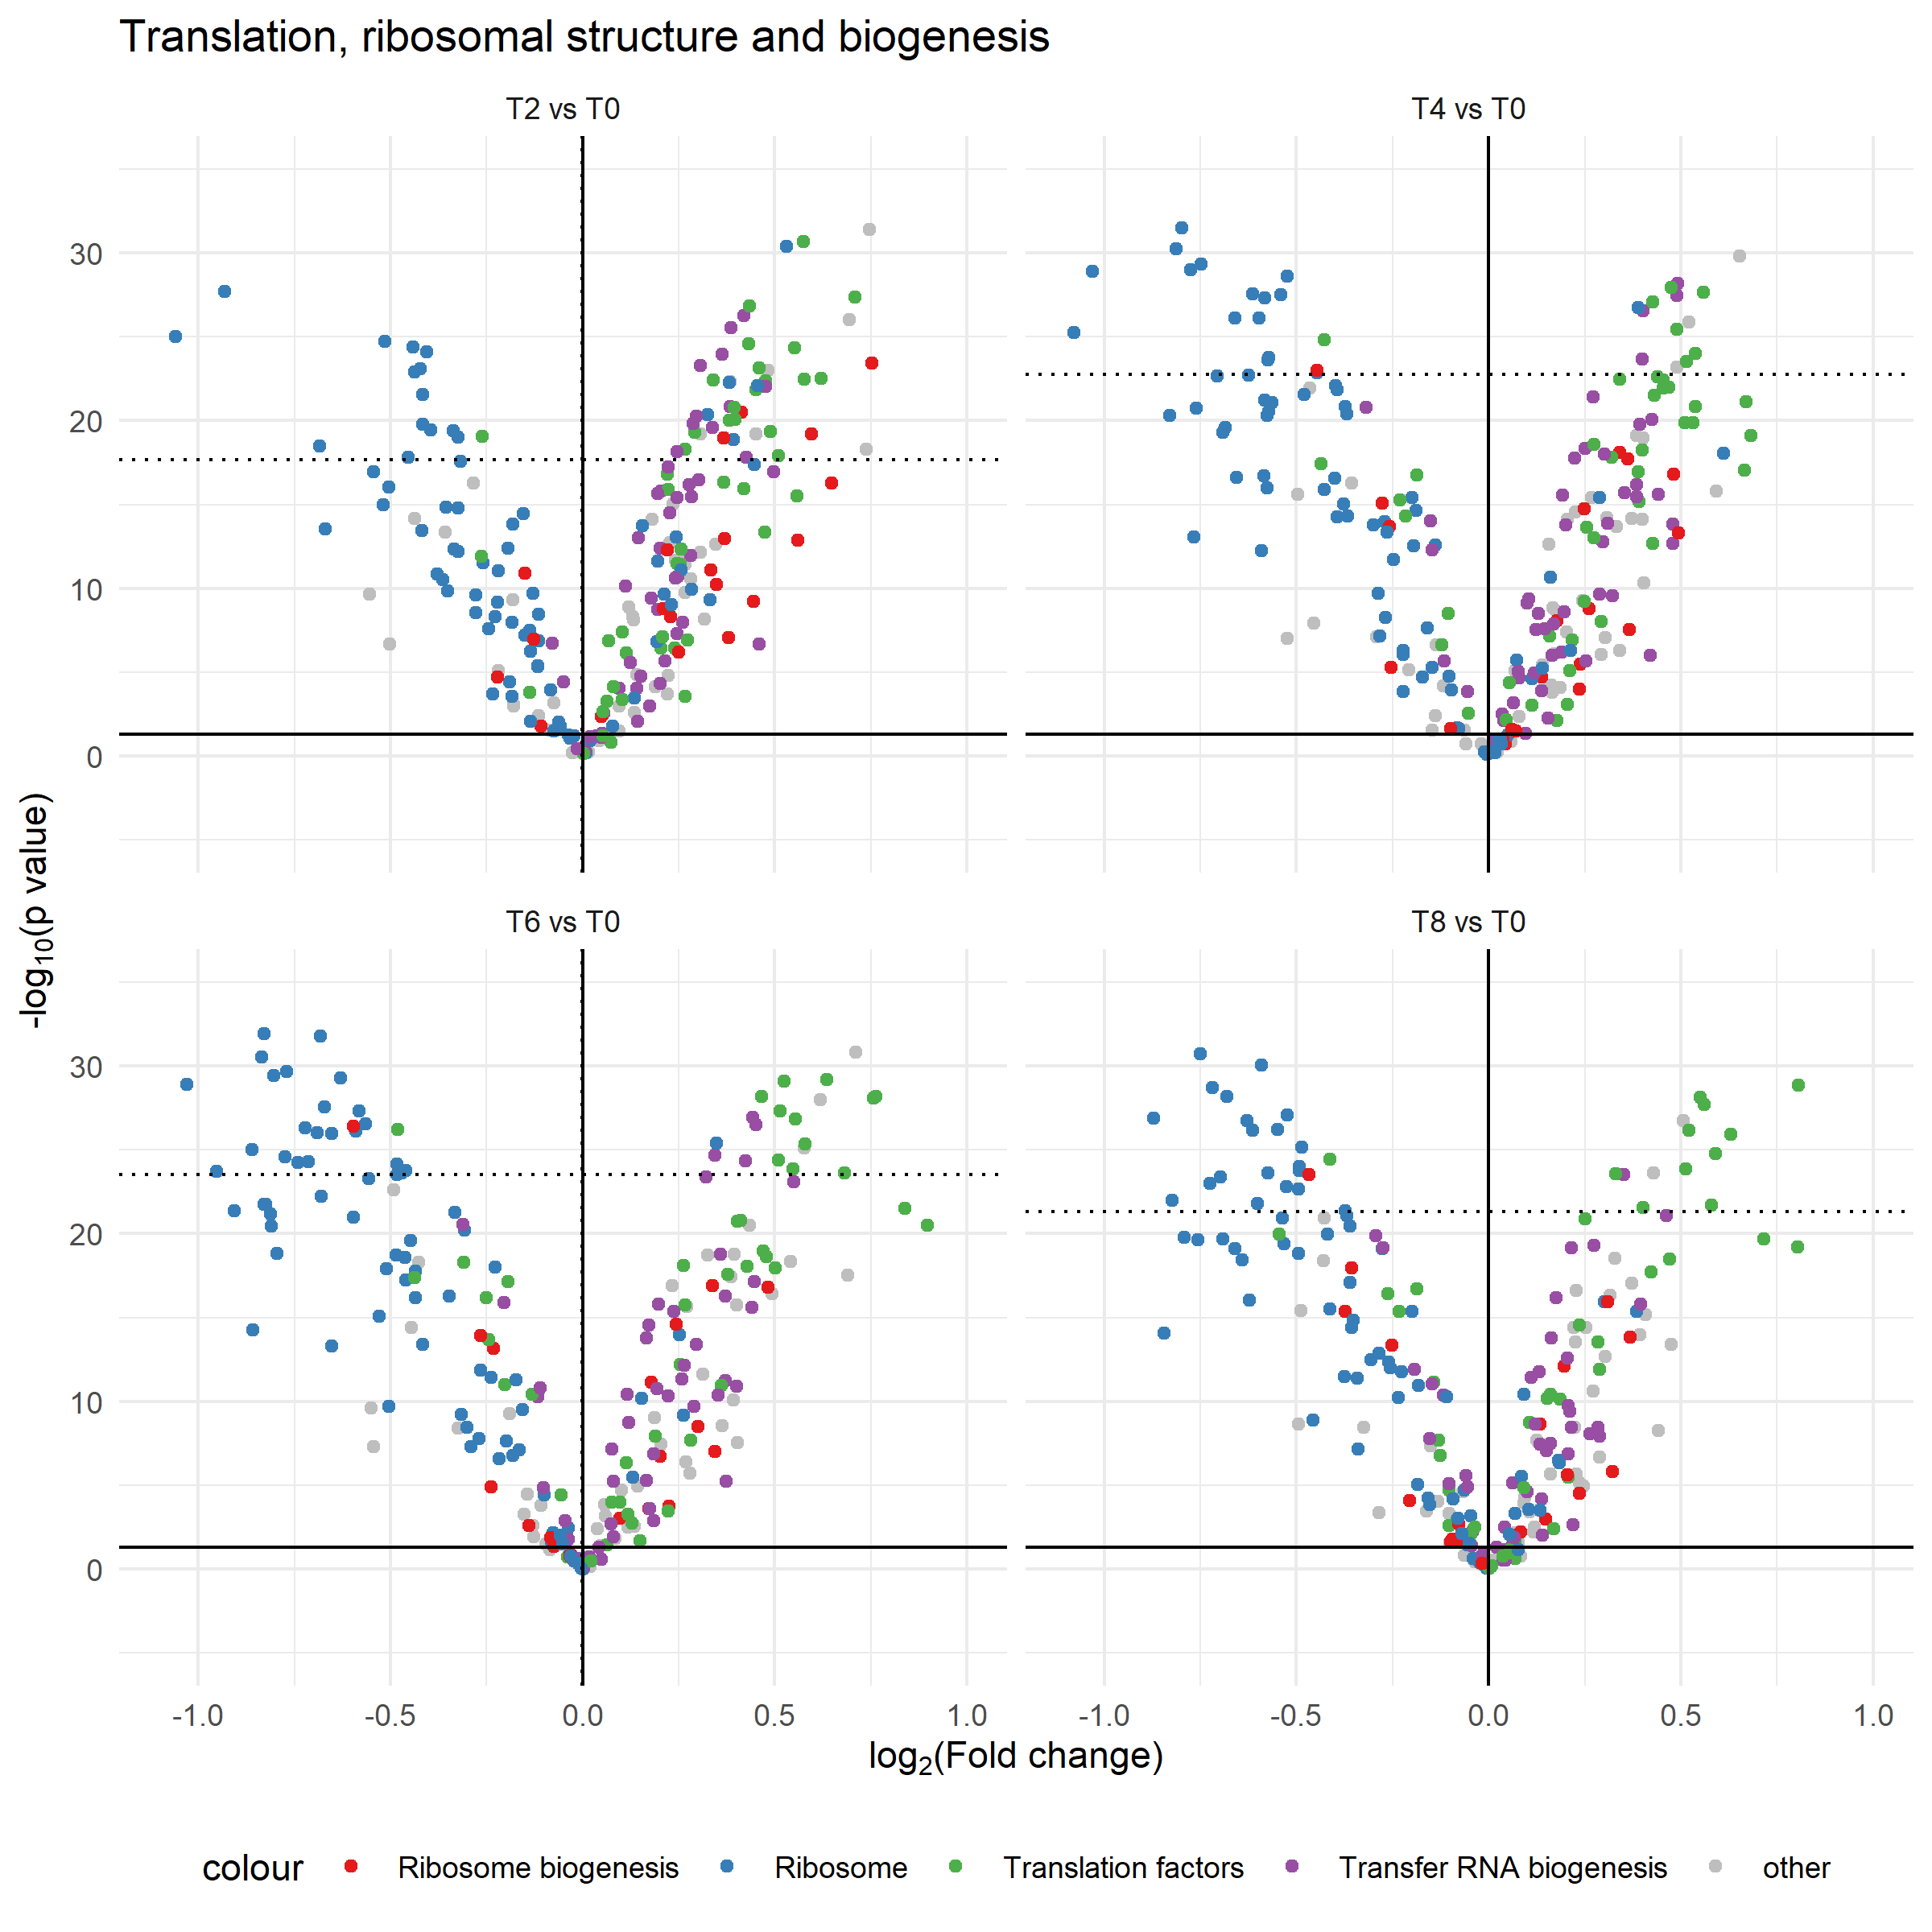 Translation, ribosomal structure and biogenesis
T2 vs T0
T4 vs T0
30
20
10
0
T6 vs T0
T8 vs T0
30
20
10
0
-log10(p value)
-1.0
-0.5
0.0
0.5
1.0
-1.0
-0.5
0.0
0.5
1.0
log2(Fold change)
colour Ribosome biogenesis Ribosome Translation factors Transfer RNA biogenesis other